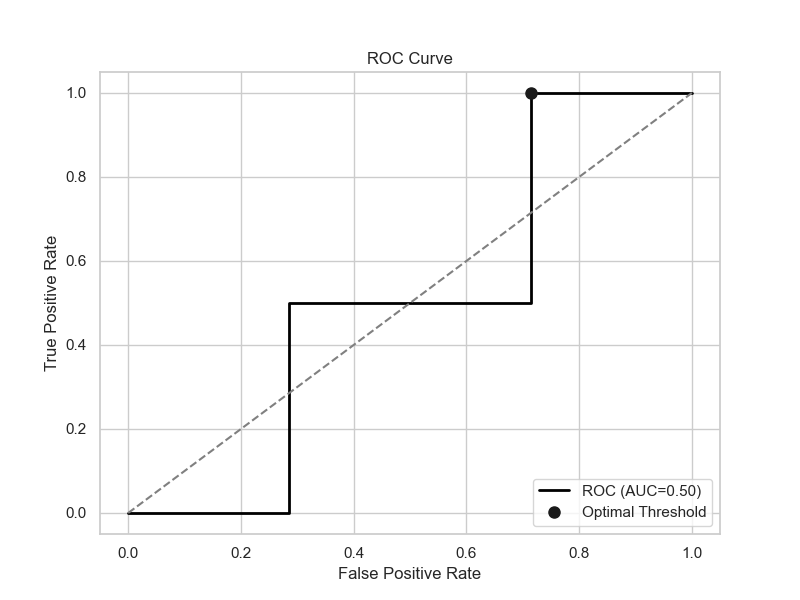 ROC Curve
1.0
0.8
0.6
0.4
0.2
0.0
True Positive Rate
0.0 0.2 0.4 0.6 0.8 1.0
False Positive Rate
ROC (AUC=0.50)
Optimal Threshold